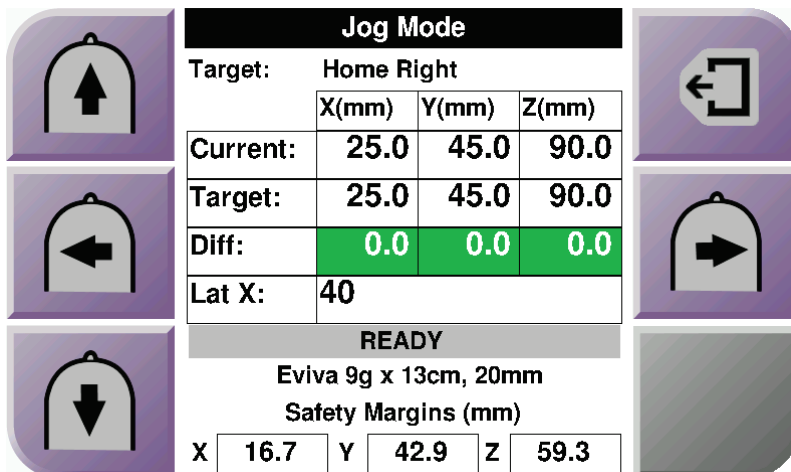 Jog Mode
Target: Home Right
X(mm) Y(mm) Z(mm)
Current: 25.0 45.0 90.0
Target: 25.0 45.0 90.0
Diff: 0.0 0.0 0.0
Lat X: 40
READY
Eviva 9g x 13cm, 20mm
Safety Margins (mm)
X 16.7 Y 42.9 Z 59.3